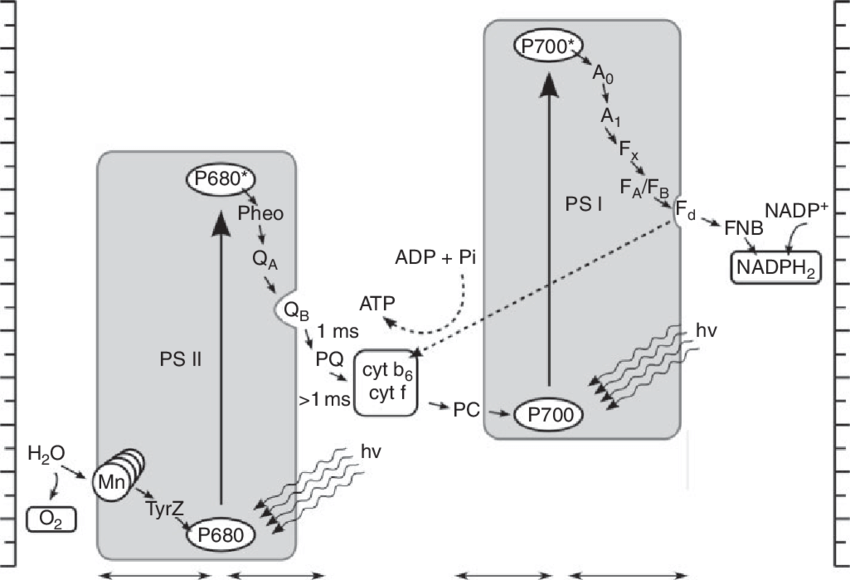 P700*
A0
A1
Fx
FA/FB
PS I
Fd
FNB
NADP+
NADPH2
P680*
Pheo
QA
QB
1 ms
PQ
>1 ms
PS II
ADP + Pi
ATP
cyt b6
cyt f
PC
P700
hv
H2O
Mn
TyrZ
O2
P680
hv